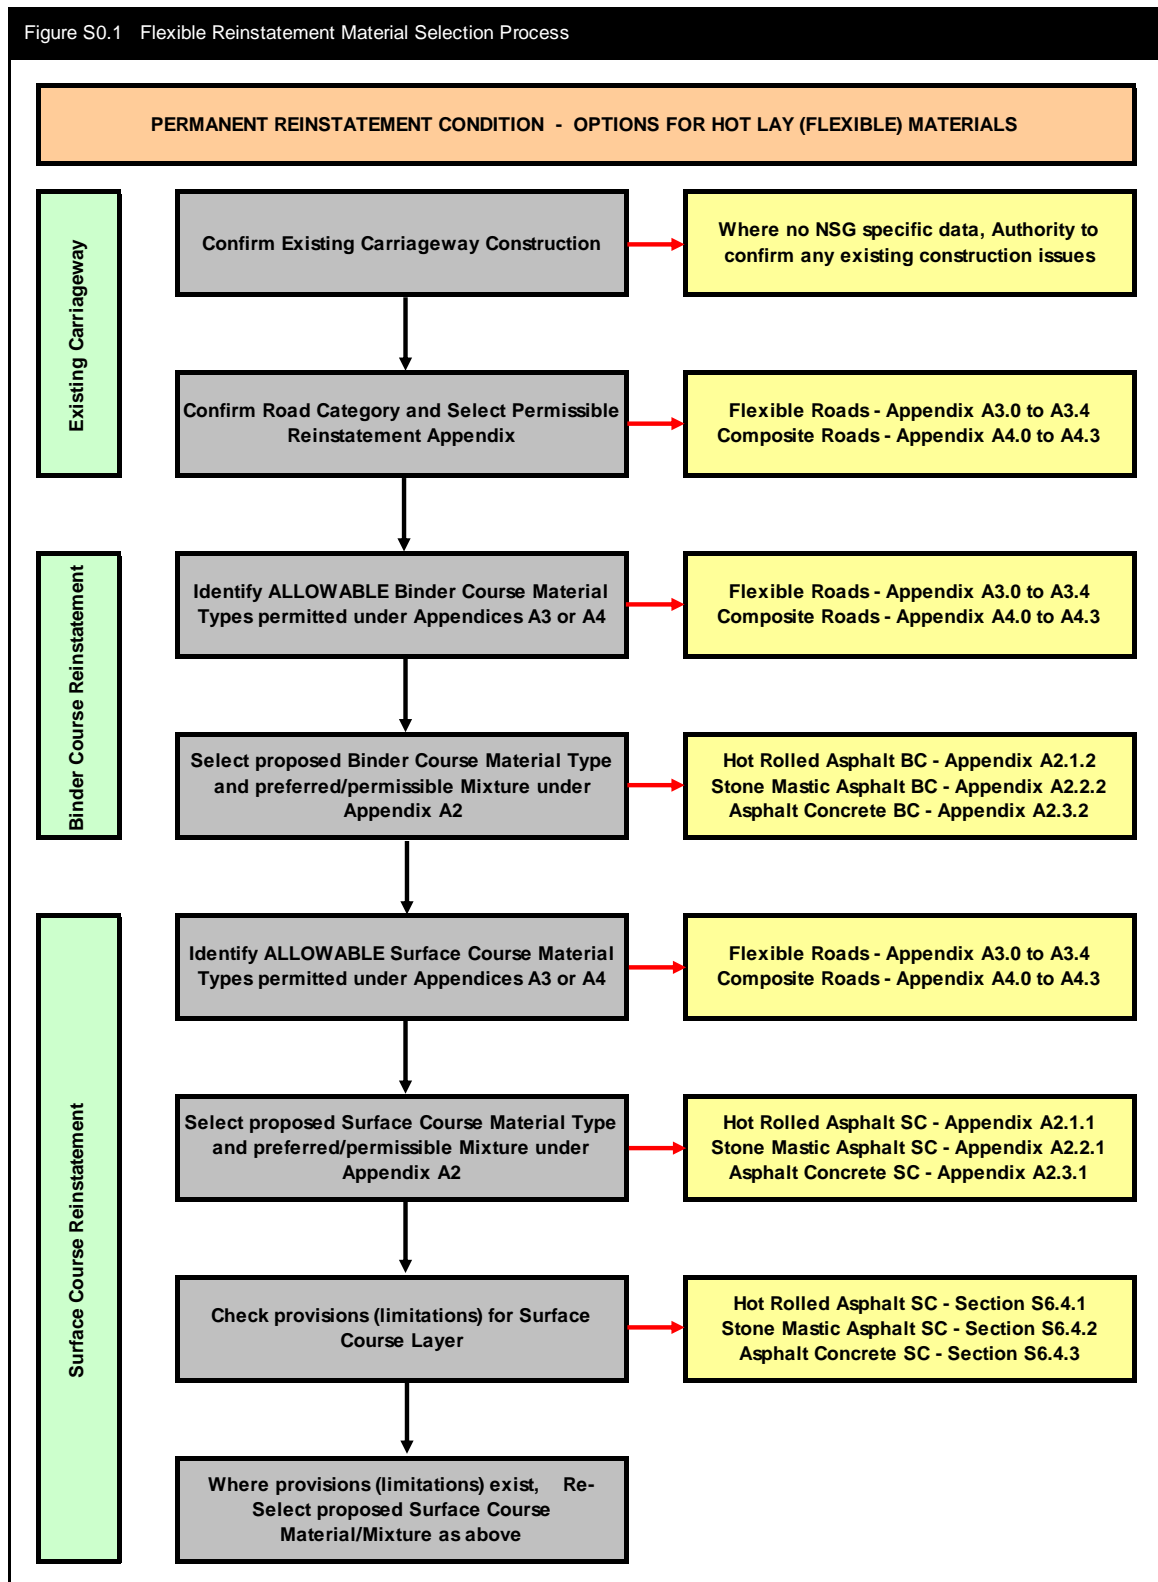 Figure S0.1 Flexible Reinstatement Material Selection Process
PERMANENT REINSTATEMENT CONDITION - OPTIONS FOR HOT LAY (FLEXIBLE) MATERIALS
Existing Carriageway
Confirm Existing Carriageway Construction
Where no NSG specific data, Authority to
confirm any existing construction issues
Confirm Road Category and Select Permissible
Reinstatement Appendix
Flexible Roads - Appendix A3.0 to A3.4
Composite Roads - Appendix A4.0 to A4.3
Binder Course Reinstatement
Identify ALLOWABLE Binder Course Material
Types permitted under Appendices A3 or A4
Flexible Roads - Appendix A3.0 to A3.4
Composite Roads - Appendix A4.0 to A4.3
Select proposed Binder Course Material Type
and preferred/permissible Mixture under
Appendix A2
Hot Rolled Asphalt BC - Appendix A2.1.2
Stone Mastic Asphalt BC - Appendix A2.2.2
Asphalt Concrete BC - Appendix A2.3.2
Surface Course Reinstatement
Identify ALLOWABLE Surface Course Material
Types permitted under Appendices A3 or A4
Flexible Roads - Appendix A3.0 to A3.4
Composite Roads - Appendix A4.0 to A4.3
Select proposed Surface Course Material Type
and preferred/permissible Mixture under
Appendix A2
Hot Rolled Asphalt SC - Appendix A2.1.1
Stone Mastic Asphalt SC - Appendix A2.2.1
Asphalt Concrete SC - Appendix A2.3.1
Check provisions (limitations) for Surface
Course Layer
Hot Rolled Asphalt SC - Section S6.4.1
Stone Mastic Asphalt SC - Section S6.4.2
Asphalt Concrete SC - Section S6.4.3
Where provisions (limitations) exist, Re-
Select proposed Surface Course
Material/Mixture as above